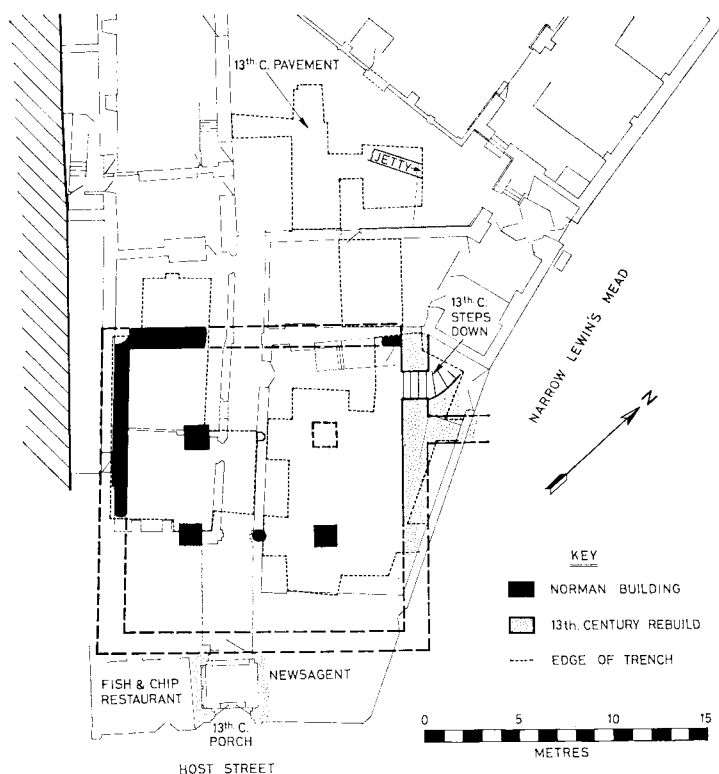 13th. C. PAVEMENT
JETTY
13th. C.
STEPS
DOWN
NARROW LEWIN'S MEAD
N
KEY
NORMAN BUILDING
13th. CENTURY REBUILD
EDGE OF TRENCH
FISH & CHIP
RESTAURANT
NEWSAGENT
13th. C.
PORCH
HOST STREET
0 5 10 15
METRES